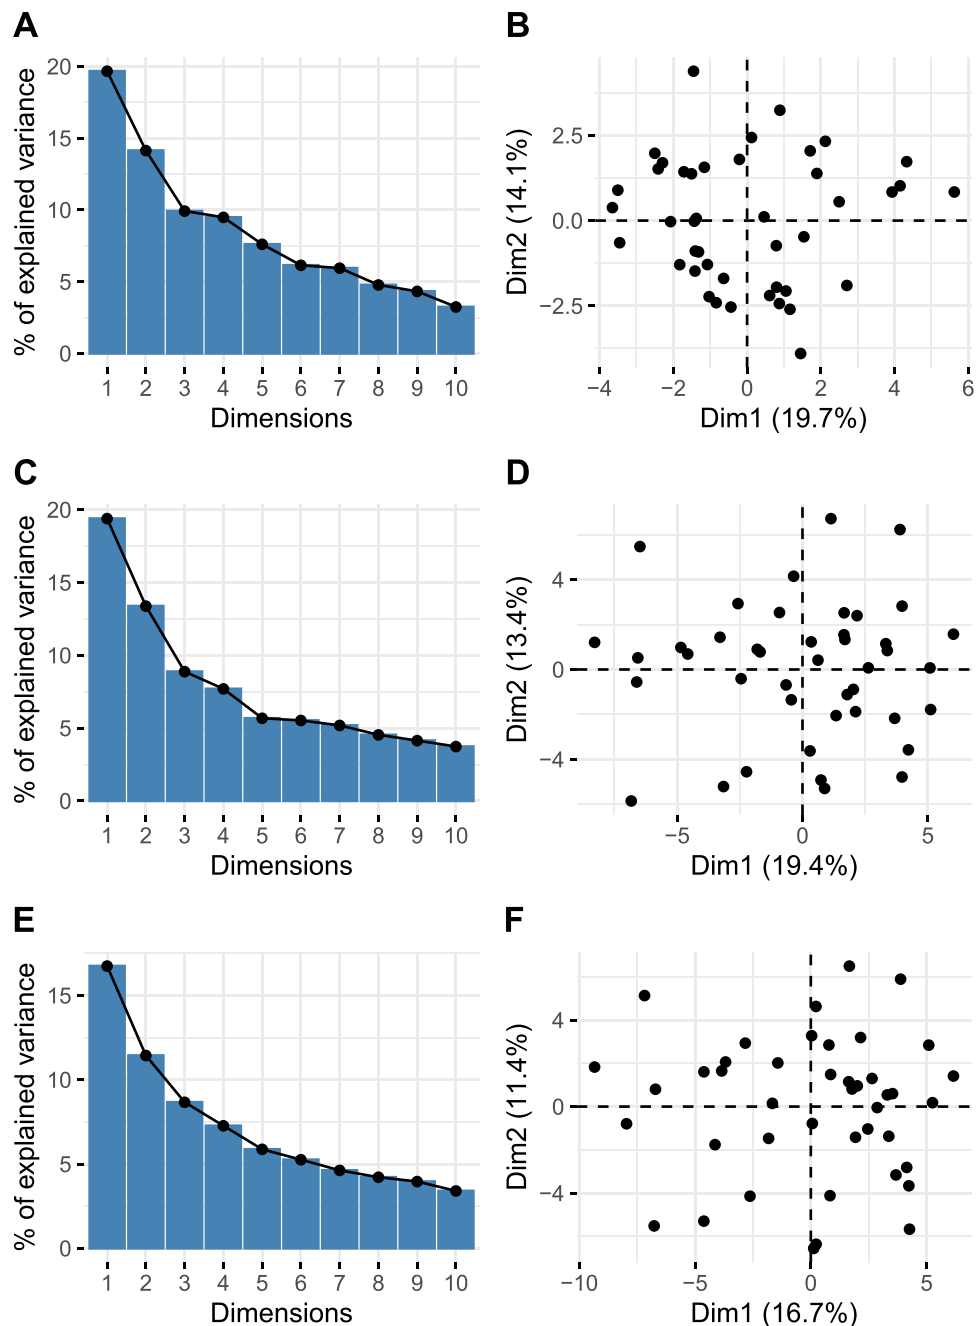 A
% of explained variance
20
15
10
5
0
1 2 3 4 5 6 7 8 9 10
Dimensions
B
Dim2 (14.1%)
2.5
0.0
−2.5
−4 −2 0 2 4 6
Dim1 (19.7%)
C
% of explained variance
20
15
10
5
0
1 2 3 4 5 6 7 8 9 10
Dimensions
D
Dim2 (13.4%)
4
0
−4
−5 0 5
Dim1 (19.4%)
E
% of explained variance
15
10
5
0
1 2 3 4 5 6 7 8 9 10
Dimensions
F
Dim2 (11.4%)
4
0
−4
−10 −5 0 5
Dim1 (16.7%)